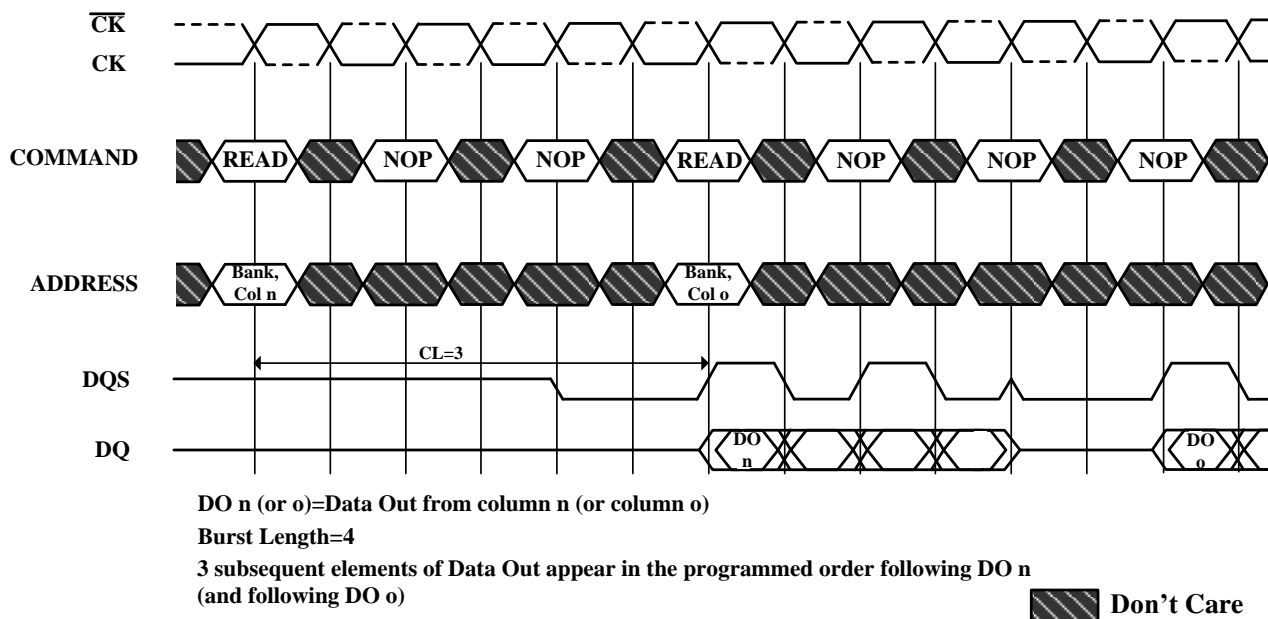 CK
CK
COMMAND READ NOP NOP READ NOP NOP NOP
ADDRESS Bank, Col n Bank, Col o
CL=3
DQS
DQ DO n DO o
DO n (or o)=Data Out from column n (or column o)
Burst Length=4
3 subsequent elements of Data Out appear in the programmed order following DO n
(and following DO o)
Don't Care